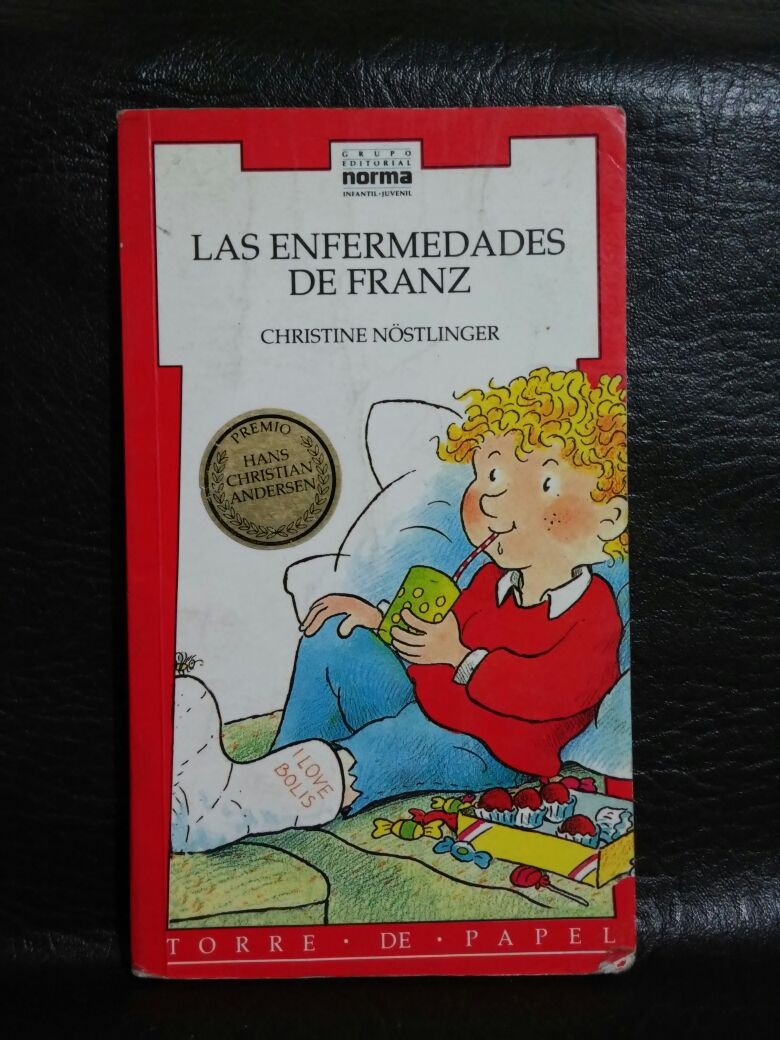 GRUPO
EDITORIAL
norma
INFANTIL·JUVENIL
LAS ENFERMEDADES
DE FRANZ
CHRISTINE NÖSTLINGER
PREMIO
HANS
CHRISTIAN
ANDERSEN
I LOVE
BOLIS
TORRE · DE · PAPEL